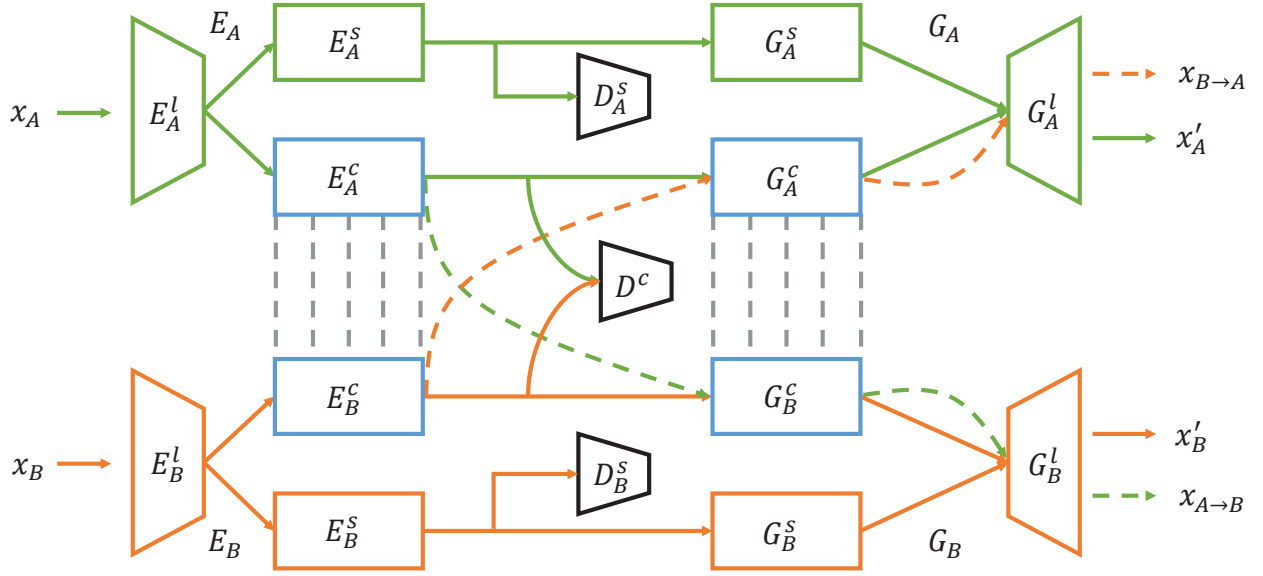 E_A
E_A^s
G_A^s
G_A
x_{B→A}
D_A^s
x_A
E_A^l
G_A^l
x'_A
E_A^c
G_A^c
D^c
E_B^c
G_B^c
x'_B
x_B
E_B^l
D_B^s
G_B^l
x_{A→B}
E_B
E_B^s
G_B^s
G_B